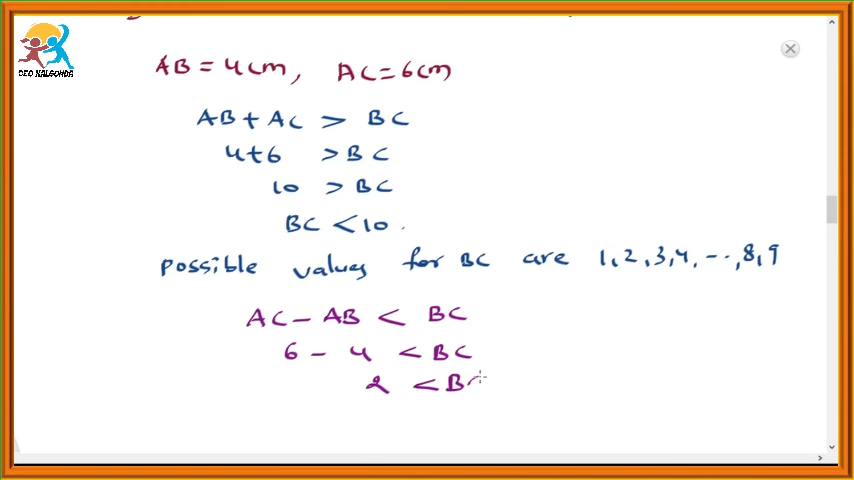 DEO NALGONDA
AB = 4cm, AC = 6cm
AB + AC > BC
4+6 > BC
10 > BC
BC < 10.
possible values for BC are 1, 2, 3, 4, ---, 8, 9
AC - AB < BC
6 - 4 < BC
2 < BC